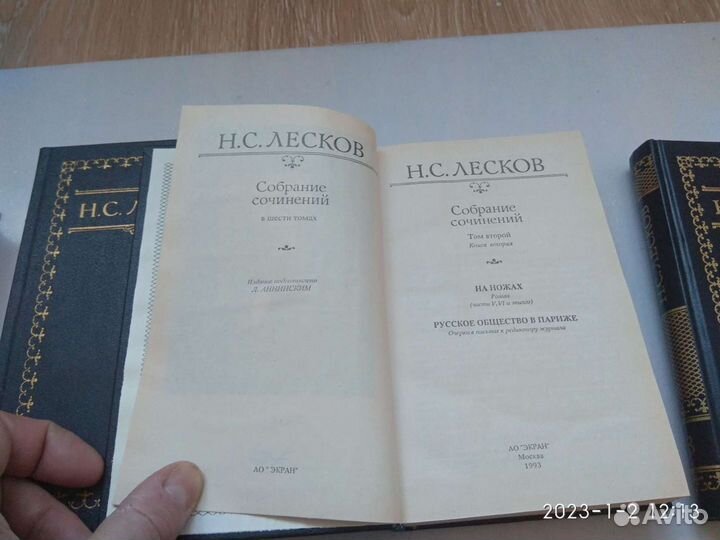 Н.С. Л
Н.С. ЛЕСКОВ
Собрание
сочинений
в шести томах
Издание подготовлено
Л. АННИНСКИМ
АО "ЭКРАН"
Н.С. ЛЕСКОВ
Собрание
сочинений
Том второй
Книга вторая
НА НОЖАХ
Роман
(части V, VI и эпилог)
РУССКОЕ ОБЩЕСТВО В ПАРИЖЕ
Очерки в письмах к редактору журнала
АО "ЭКРАН"
Москва
1993
2023-1-2 12:13
Avito